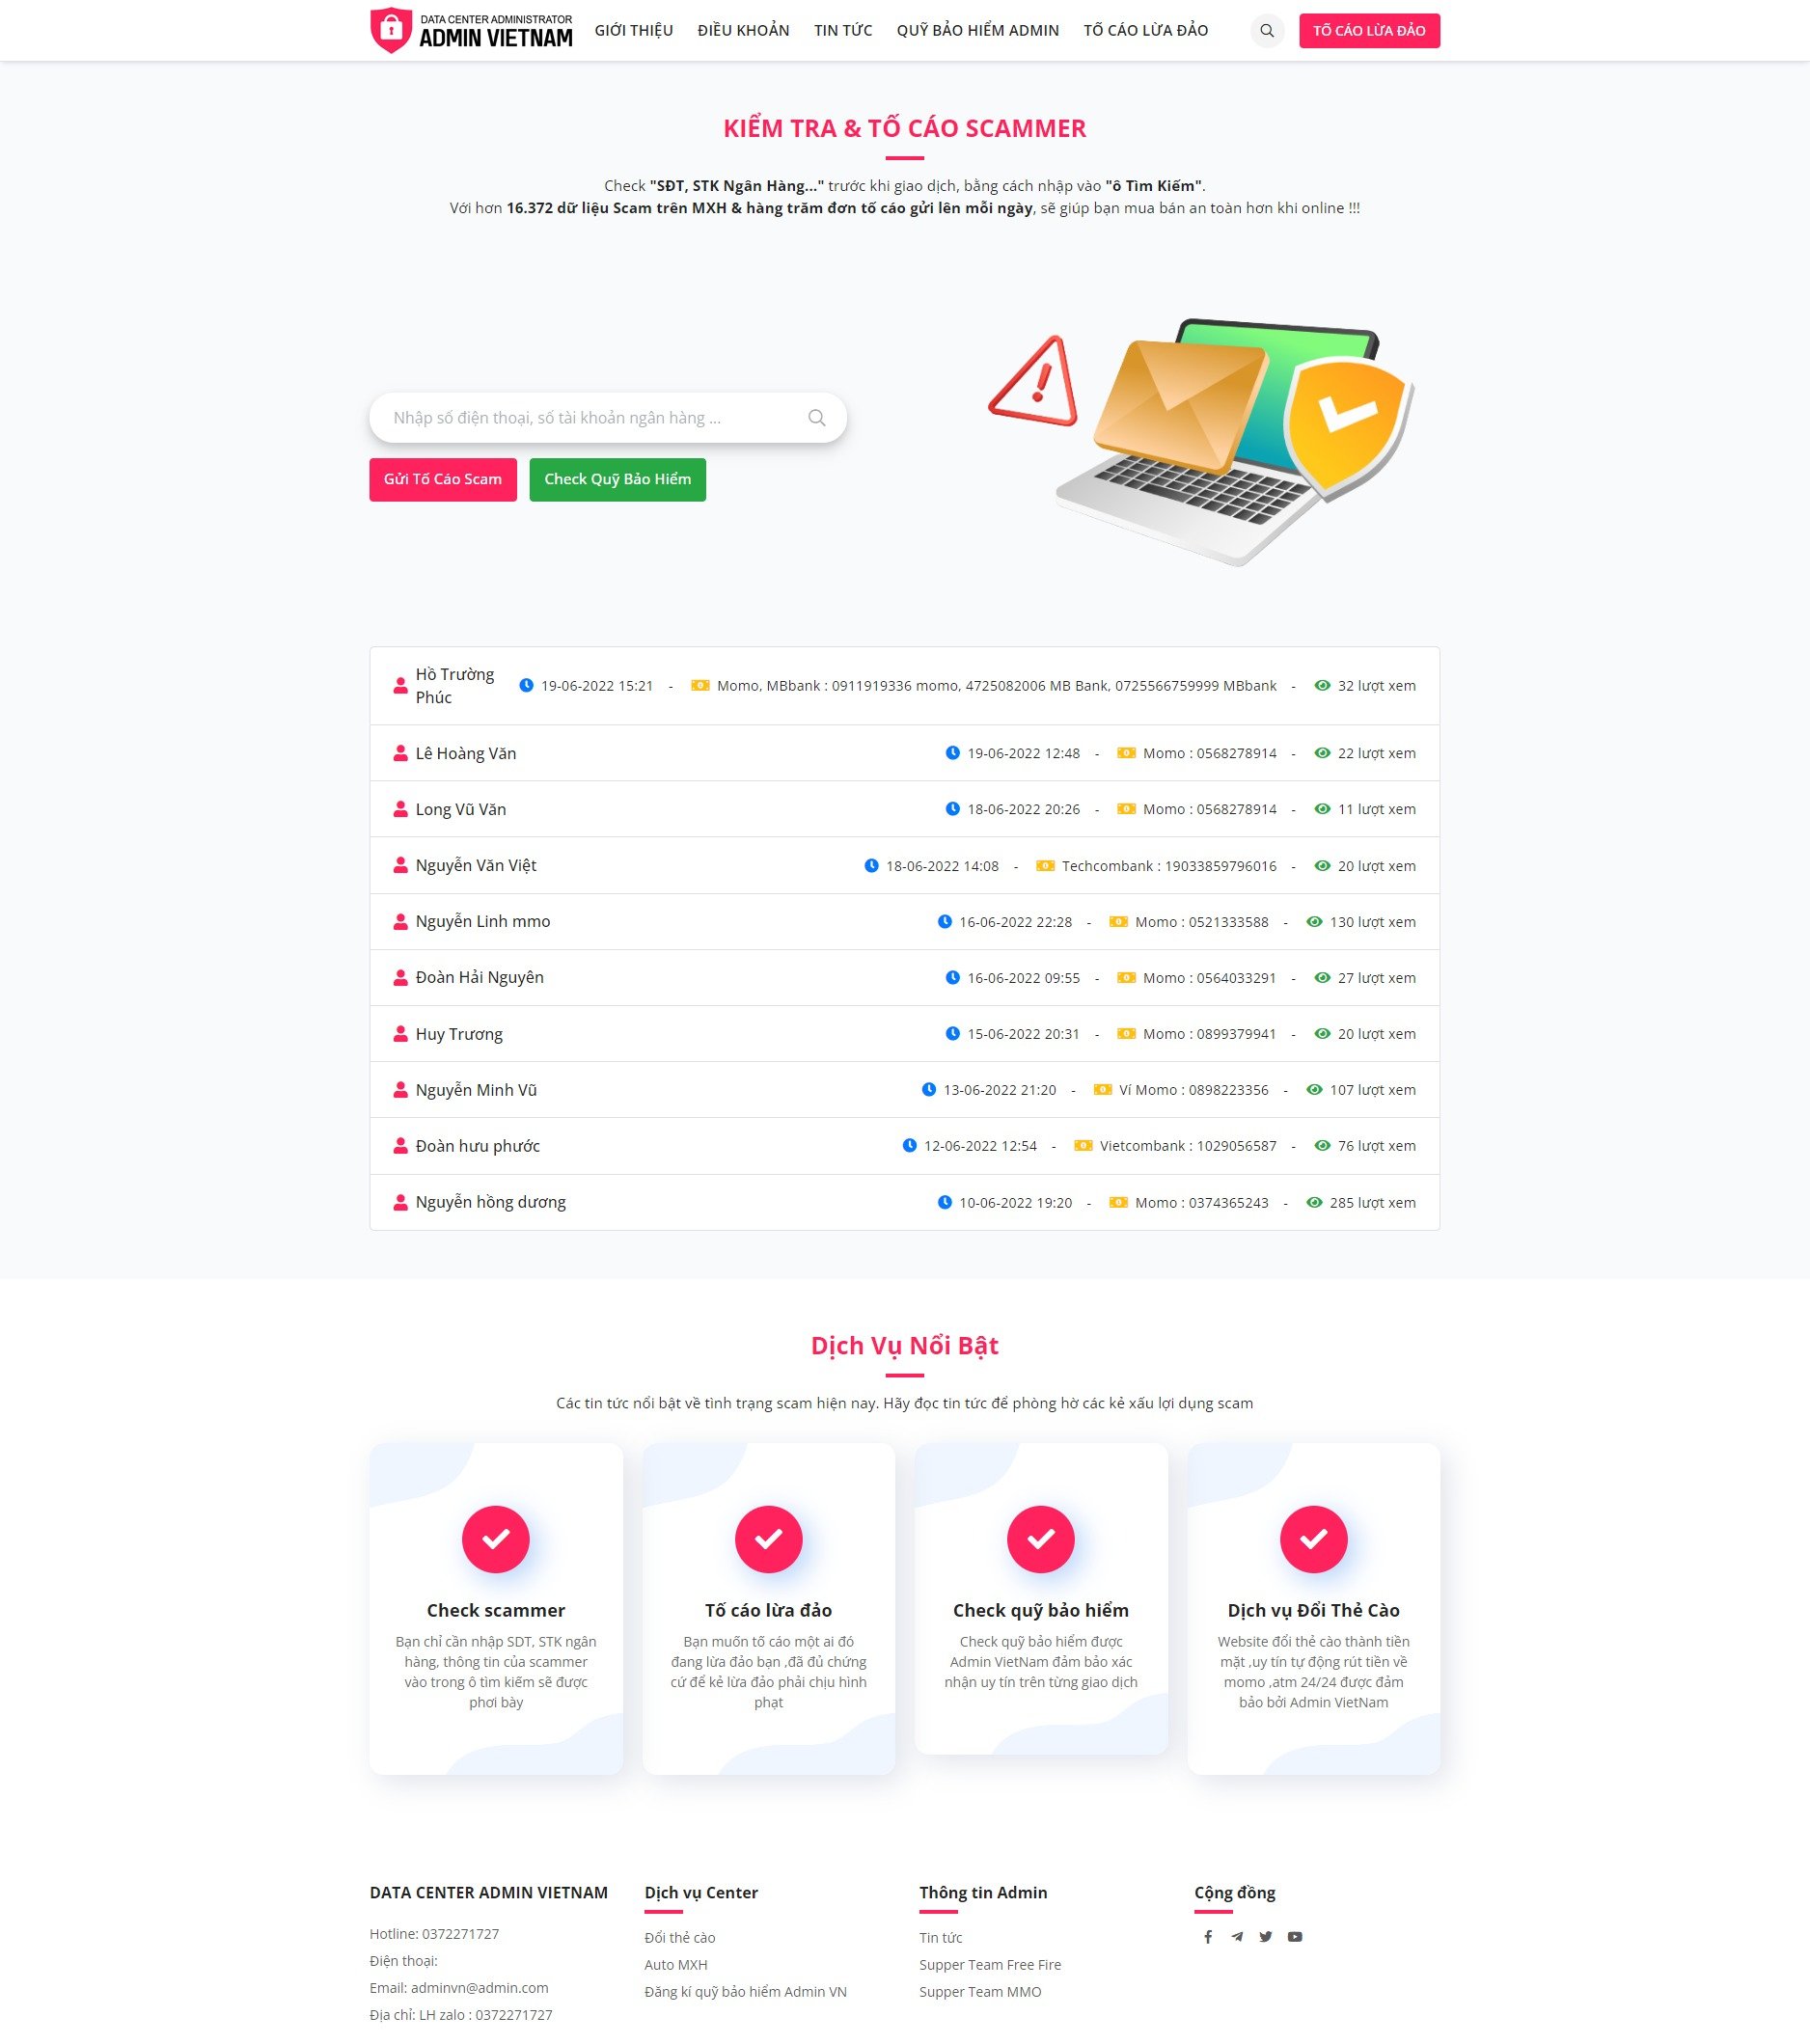 DATA CENTER ADMINISTRATOR
ADMIN VIETNAM
GIỚI THIỆU
ĐIỀU KHOẢN
TIN TỨC
QUỸ BẢO HIỂM ADMIN
TỐ CÁO LỪA ĐẢO
TỐ CÁO LỪA ĐẢO
KIỂM TRA & TỐ CÁO SCAMMER
Check "SĐT, STK Ngân Hàng..." trước khi giao dịch, bằng cách nhập vào "ô Tìm Kiếm".
Với hơn 16.372 dữ liệu Scam trên MXH & hàng trăm đơn tố cáo gửi lên mỗi ngày, sẽ giúp bạn mua bán an toàn hơn khi online !!!
Nhập số điện thoại, số tài khoản ngân hàng ...
Gửi Tố Cáo Scam
Check Quỹ Bảo Hiểm
Hồ Trường
Phúc
19-06-2022 15:21 - Momo, MBbank : 0911919336 momo, 4725082006 MB Bank, 0725566759999 MBbank - 32 lượt xem
Lê Hoàng Văn 19-06-2022 12:48 - Momo : 0568278914 - 22 lượt xem
Long Vũ Văn 18-06-2022 20:26 - Momo : 0568278914 - 11 lượt xem
Nguyễn Văn Việt 18-06-2022 14:08 - Techcombank : 19033859796016 - 20 lượt xem
Nguyễn Linh mmo 16-06-2022 22:28 - Momo : 0521333588 - 130 lượt xem
Đoàn Hải Nguyên 16-06-2022 09:55 - Momo : 0564033291 - 27 lượt xem
Huy Trương 15-06-2022 20:31 - Momo : 0899379941 - 20 lượt xem
Nguyễn Minh Vũ 13-06-2022 21:20 - Ví Momo : 0898223356 - 107 lượt xem
Đoàn hưu phước 12-06-2022 12:54 - Vietcombank : 1029056587 - 76 lượt xem
Nguyễn hồng dương 10-06-2022 19:20 - Momo : 0374365243 - 285 lượt xem
Dịch Vụ Nổi Bật
Các tin tức nổi bật về tình trạng scam hiện nay. Hãy đọc tin tức để phòng hờ các kẻ xấu lợi dụng scam
Check scammer
Bạn chỉ cần nhập SDT, STK ngân
hàng, thông tin của scammer
vào trong ô tìm kiếm sẽ được
phơi bày
Tố cáo lừa đảo
Bạn muốn tố cáo một ai đó
đang lừa đảo bạn ,đã đủ chứng
cứ để kẻ lừa đảo phải chịu hình
phạt
Check quỹ bảo hiểm
Check quỹ bảo hiểm được
Admin VietNam đảm bảo xác
nhận uy tín trên từng giao dịch
Dịch vụ Đổi Thẻ Cào
Website đổi thẻ cào thành tiền
mặt ,uy tín tự động rút tiền về
momo ,atm 24/24 được đảm
bảo bởi Admin VietNam
DATA CENTER ADMIN VIETNAM
Hotline: 0372271727
Điện thoại:
Email: adminvn@admin.com
Địa chỉ: LH zalo : 0372271727
Dịch vụ Center
Đổi thẻ cào
Auto MXH
Đăng kí quỹ bảo hiểm Admin VN
Thông tin Admin
Tin tức
Supper Team Free Fire
Supper Team MMO
Cộng đồng